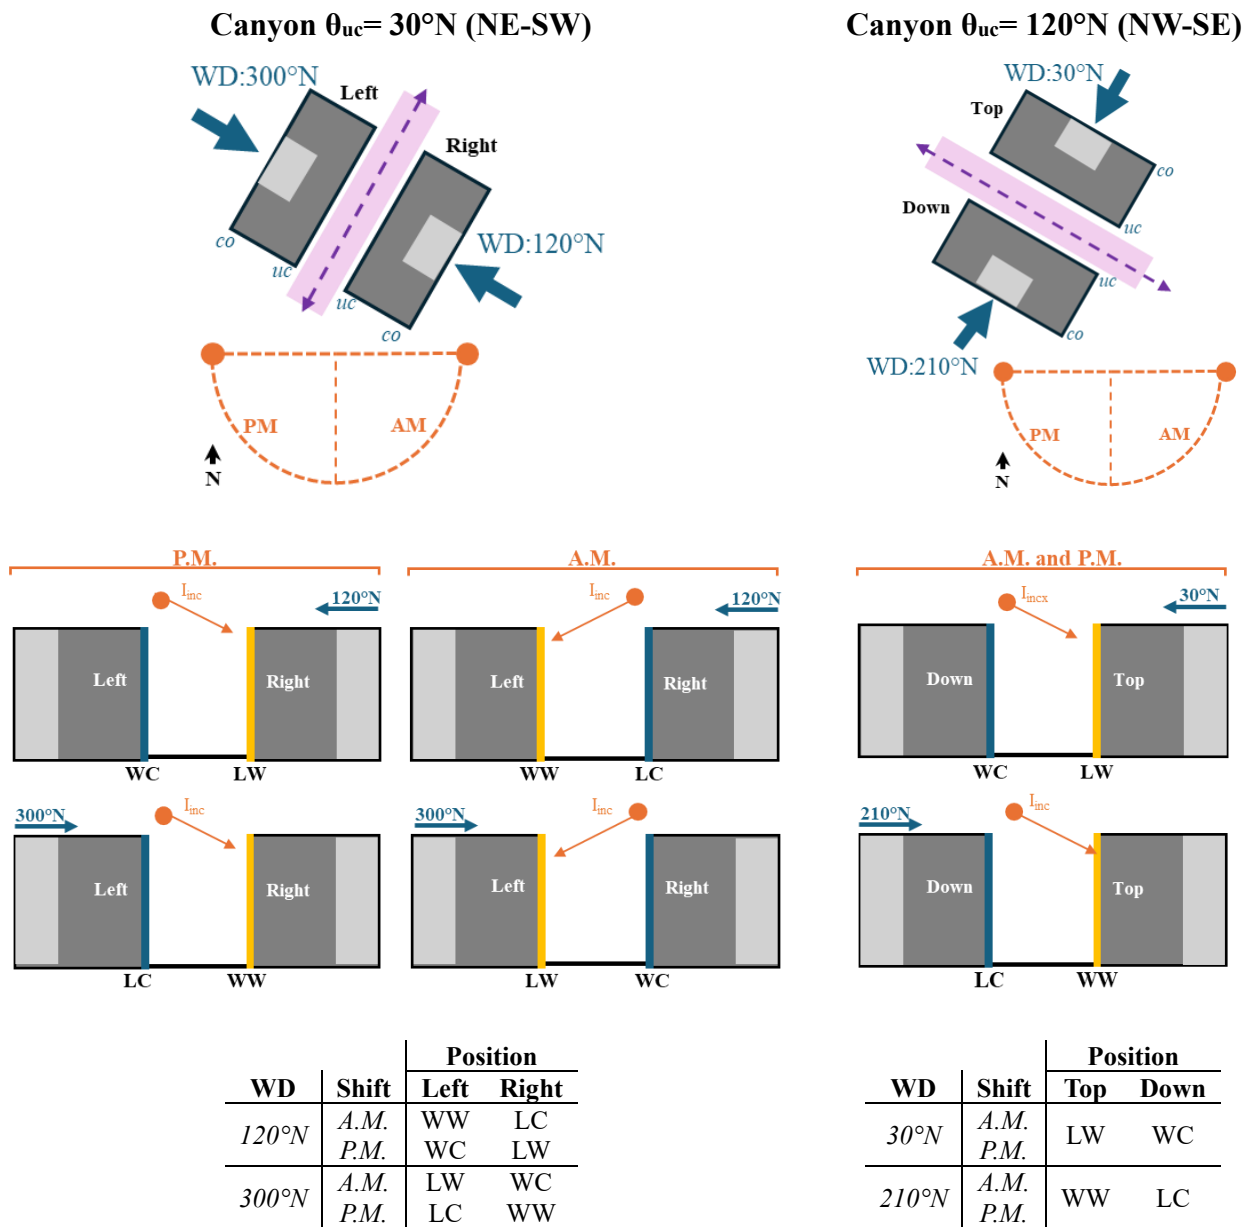 Canyon θuc= 30°N (NE-SW)
WD:300°N
Left
Right
co
uc
WD:120°N
uc
co
PM
AM
N
Canyon θuc= 120°N (NW-SE)
WD:30°N
Top
co
Down
uc
uc
WD:210°N
co
PM
AM
N
P.M.
Iinc
120°N
Left
Right
WC
LW
300°N
Iinc
Left
Right
LC
WW
A.M.
Iinc
120°N
Left
Right
WW
LC
300°N
Iinc
Left
Right
LW
WC
A.M. and P.M.
Iincx
30°N
Down
Top
WC
LW
210°N
Iinc
Down
Top
LC
WW
Position
WD Shift Left Right
120°N A.M. WW LC
P.M. WC LW
300°N A.M. LW WC
P.M. LC WW
Position
WD Shift Top Down
30°N A.M. P.M. LW WC
210°N A.M. P.M. WW LC